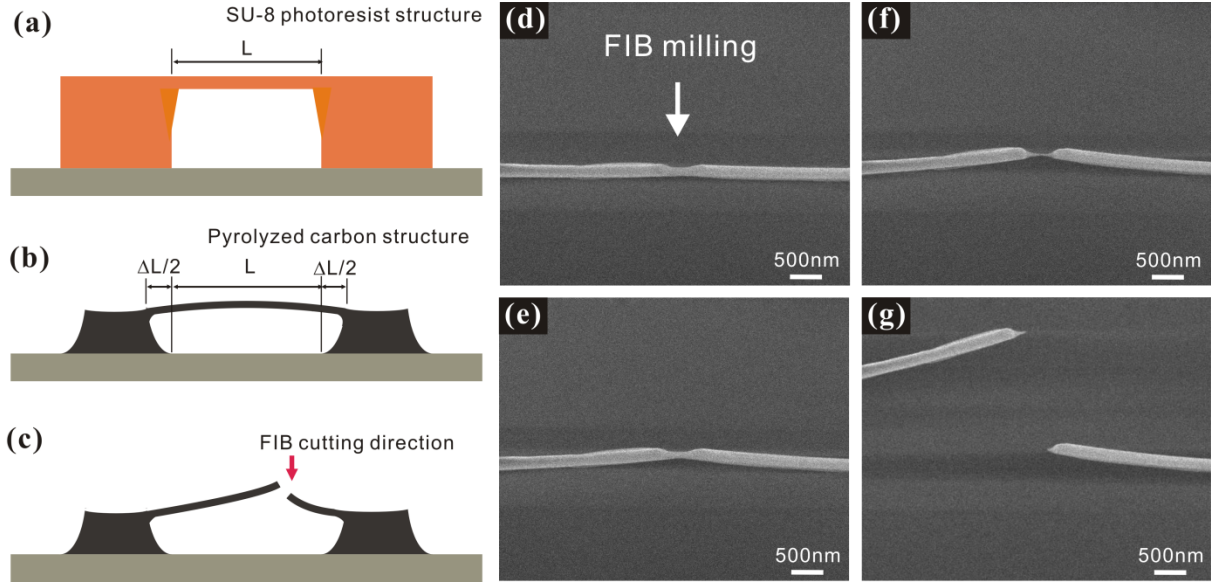 (a)
SU-8 photoresist structure
L
(b)
Pyrolyzed carbon structure
ΔL/2
L
ΔL/2
(c)
FIB cutting direction
(d)
FIB milling
500nm
(e)
500nm
(f)
500nm
(g)
500nm